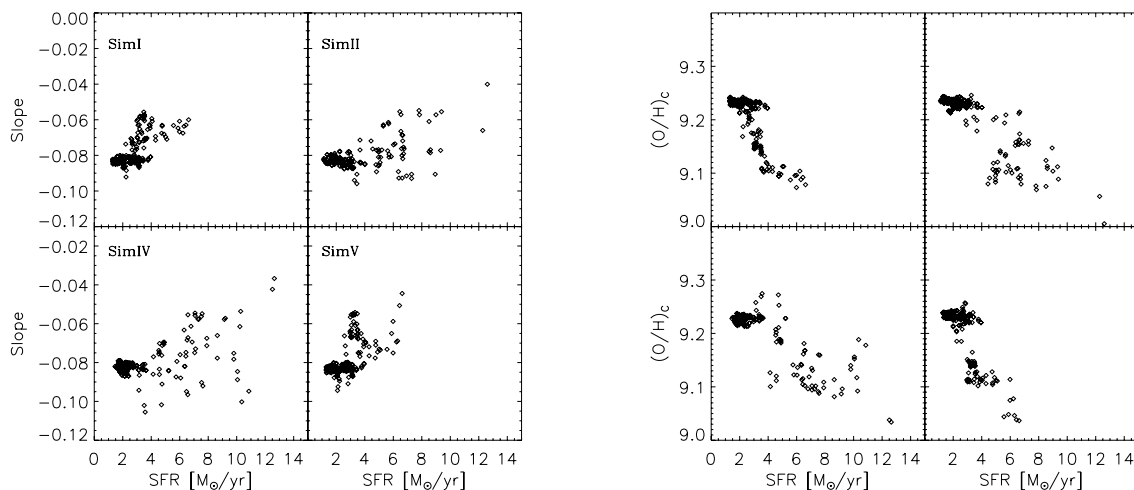 0.00
−0.02
−0.04
−0.06
−0.08
−0.10
−0.12
Slope
SimI
SimII
−0.02
−0.04
−0.06
−0.08
−0.10
−0.12
Slope
SimIV
SimV
0 2 4 6 8 10 12 14
SFR [M☉/yr]
2 4 6 8 10 12 14
SFR [M☉/yr]
9.3
9.2
9.1
9.0
(O/H)C
9.3
9.2
9.1
9.0
(O/H)C
0 2 4 6 8 10 12 14
SFR [M☉/yr]
2 4 6 8 10 12 14
SFR [M☉/yr]